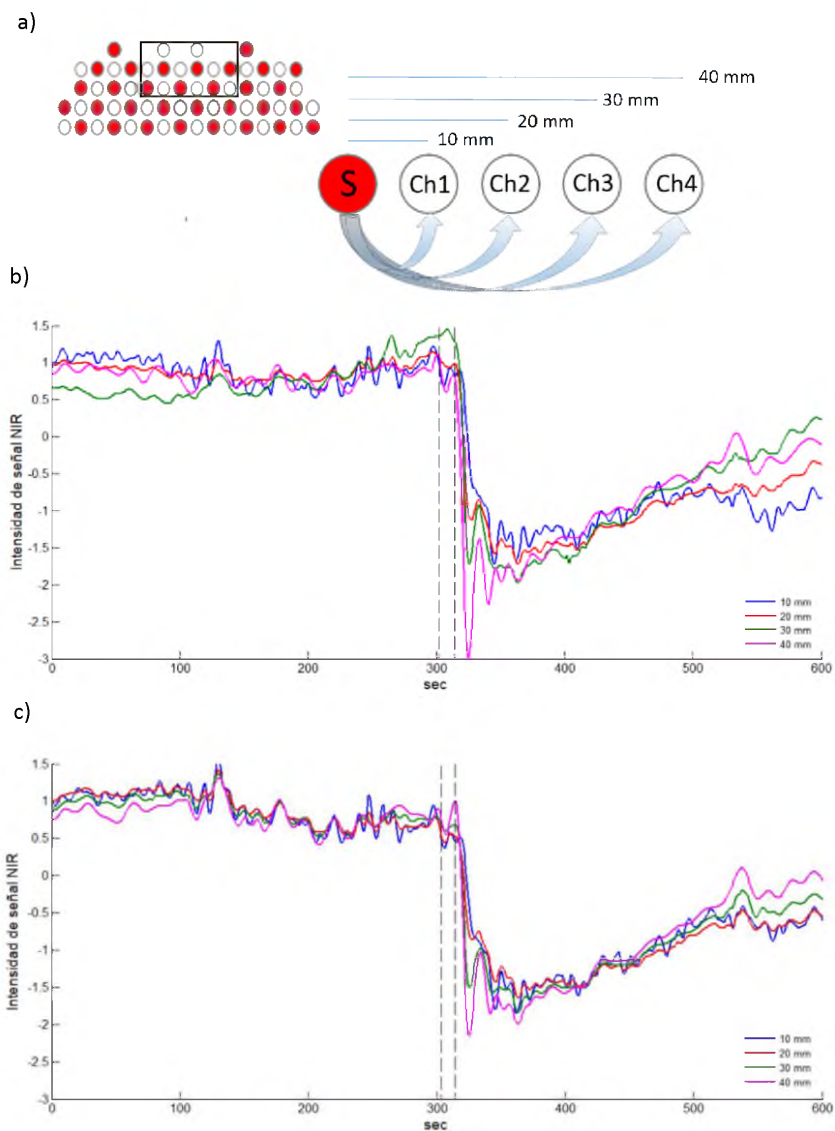 a)
40 mm
30 mm
20 mm
10 mm
S Ch1 Ch2 Ch3 Ch4
b)
Intensidad de señal NIR
1.5
1
0.5
0
-0.5
-1
-1.5
-2
-2.5
-3
0 100 200 300 400 500 600
sec
10 mm
20 mm
30 mm
40 mm
c)
Intensidad de señal NIR
1.5
1
0.5
0
-0.5
-1
-1.5
-2
-2.5
-3
0 100 200 300 400 500 600
sec
10 mm
20 mm
30 mm
40 mm